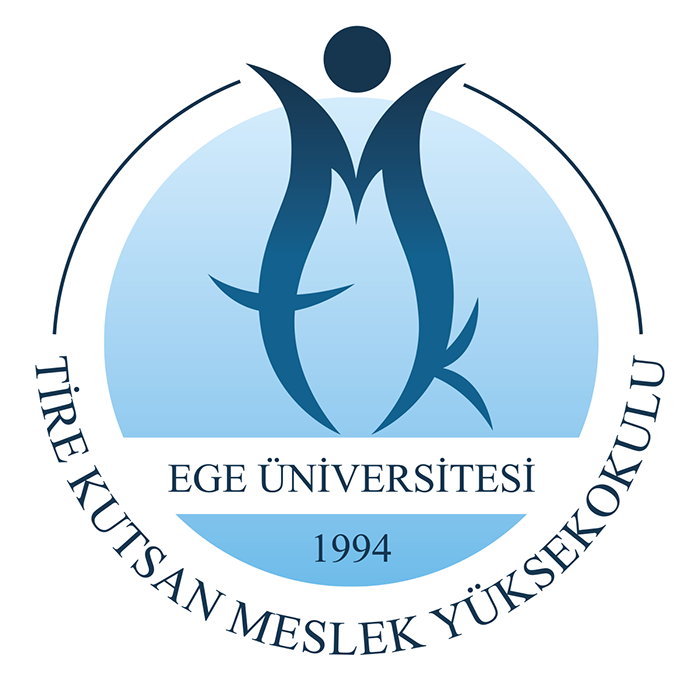 EGE ÜNİVERSİTESİ
1994
TİRE KUTSAN MESLEK YÜKSEKOKULU